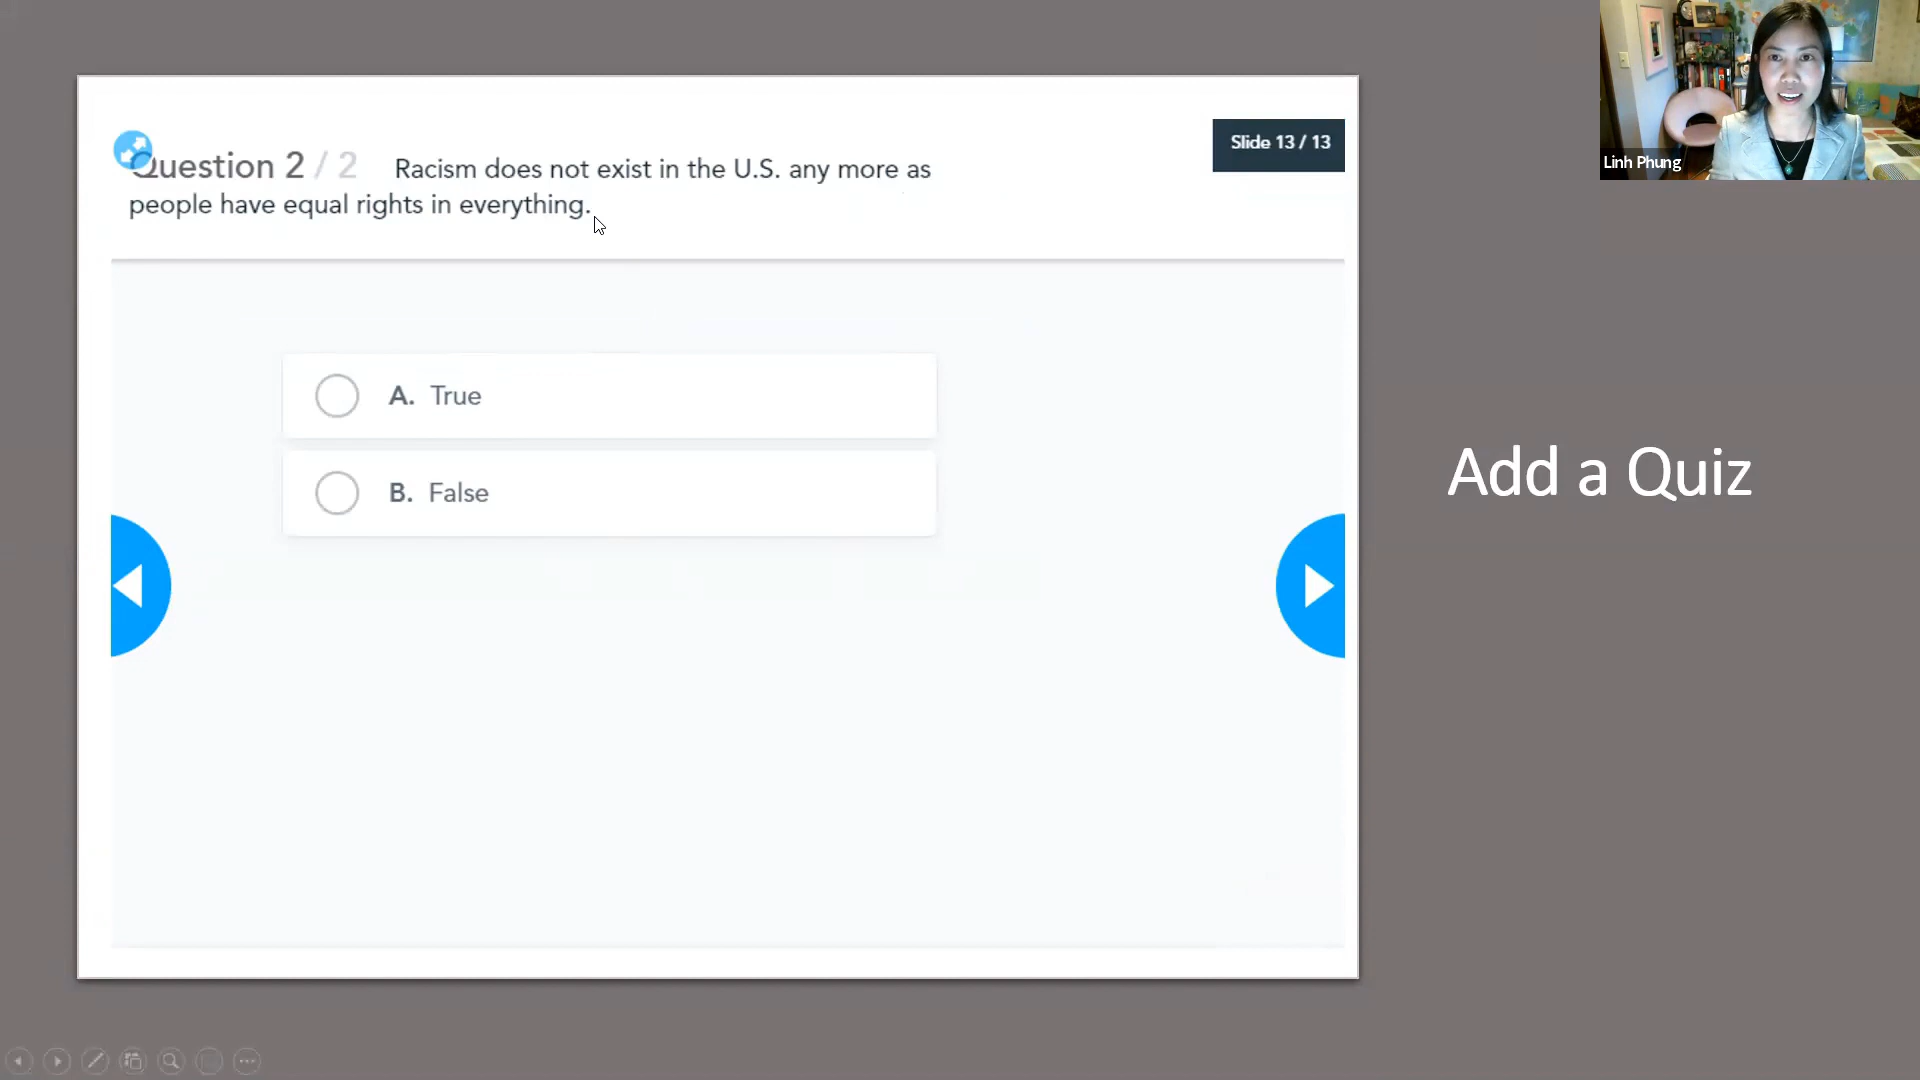 Question 2 / 2 Racism does not exist in the U.S. any more as
people have equal rights in everything.
Slide 13 / 13
A. True
B. False
Add a Quiz
Linh Phung